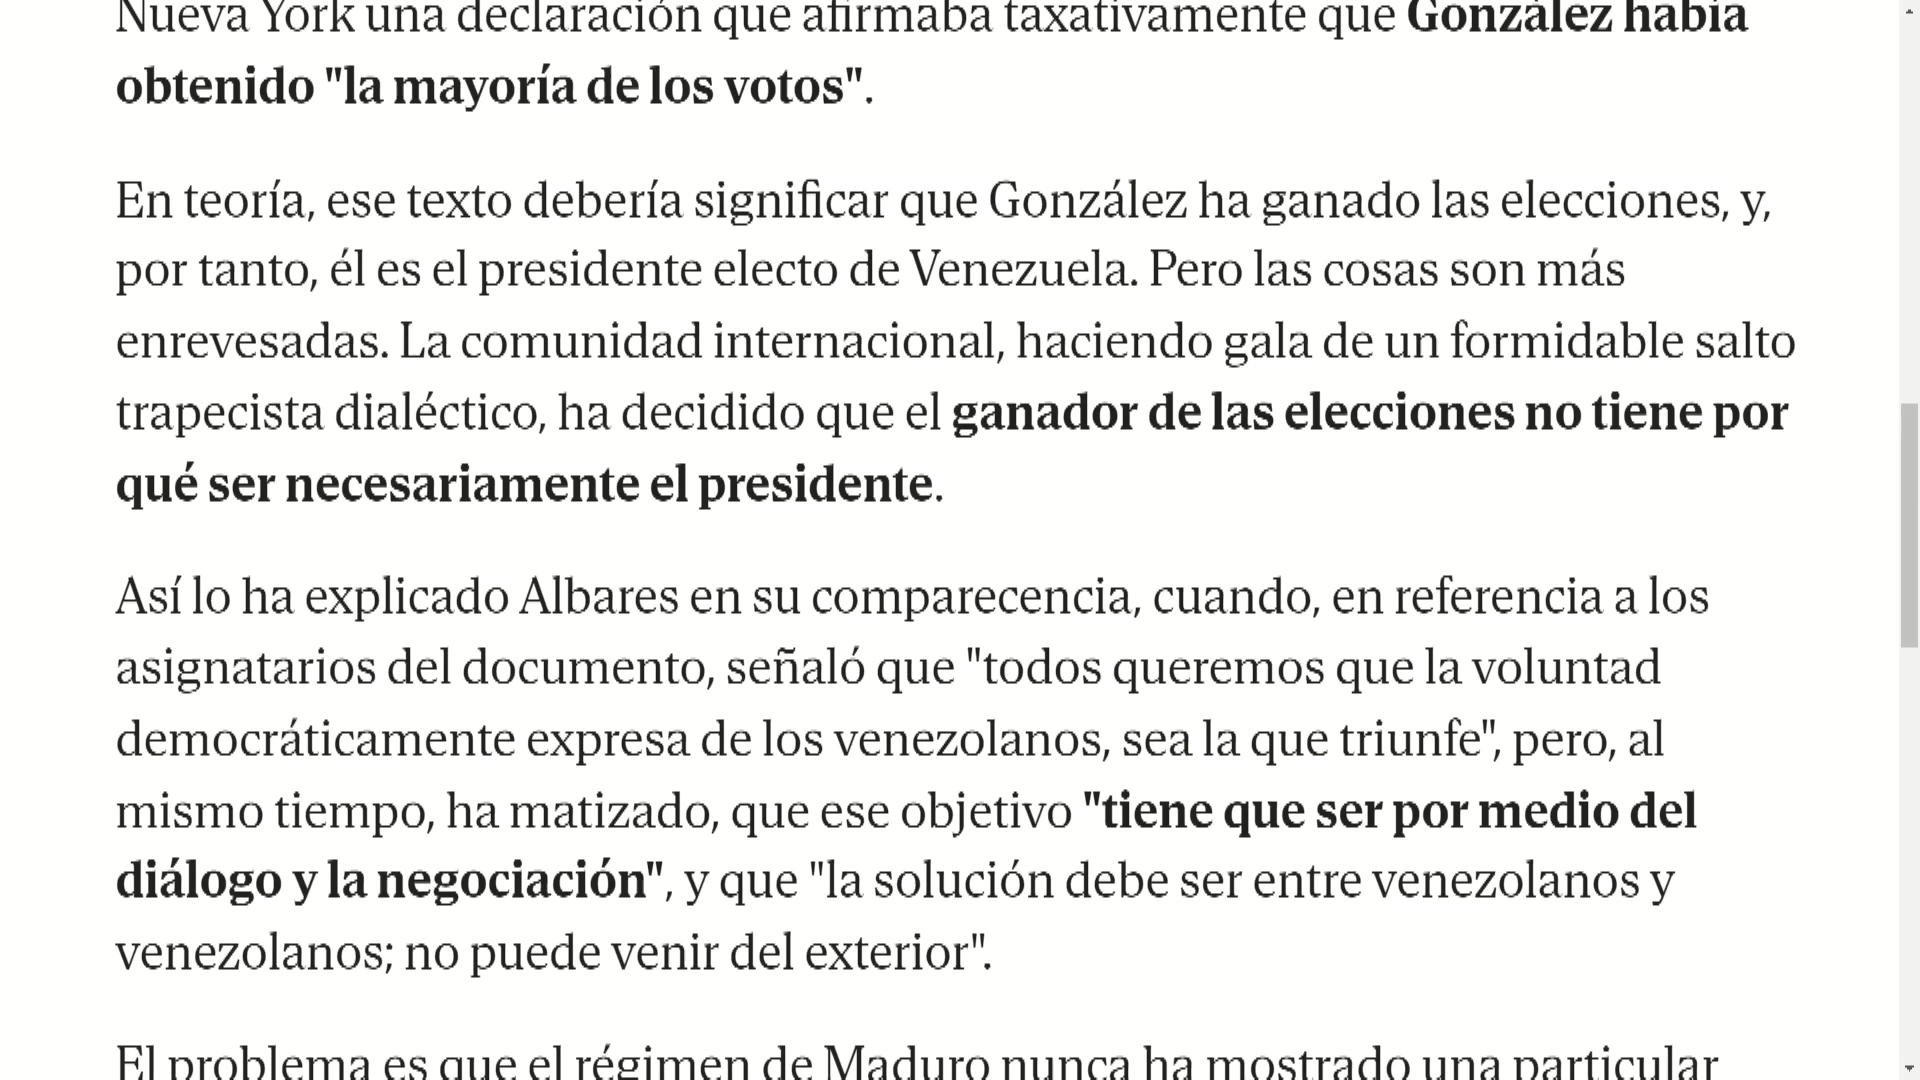 Nueva York una declaración que afirmaba taxativamente que González había
obtenido "la mayoría de los votos".
En teoría, ese texto debería significar que González ha ganado las elecciones, y,
por tanto, él es el presidente electo de Venezuela. Pero las cosas son más
enrevesadas. La comunidad internacional, haciendo gala de un formidable salto
trapecista dialéctico, ha decidido que el ganador de las elecciones no tiene por
qué ser necesariamente el presidente.
Así lo ha explicado Albares en su comparecencia, cuando, en referencia a los
asignatarios del documento, señaló que "todos queremos que la voluntad
democráticamente expresa de los venezolanos, sea la que triunfe", pero, al
mismo tiempo, ha matizado, que ese objetivo "tiene que ser por medio del
diálogo y la negociación", y que "la solución debe ser entre venezolanos y
venezolanos; no puede venir del exterior".
El problema es que el régimen de Maduro nunca ha mostrado una particular